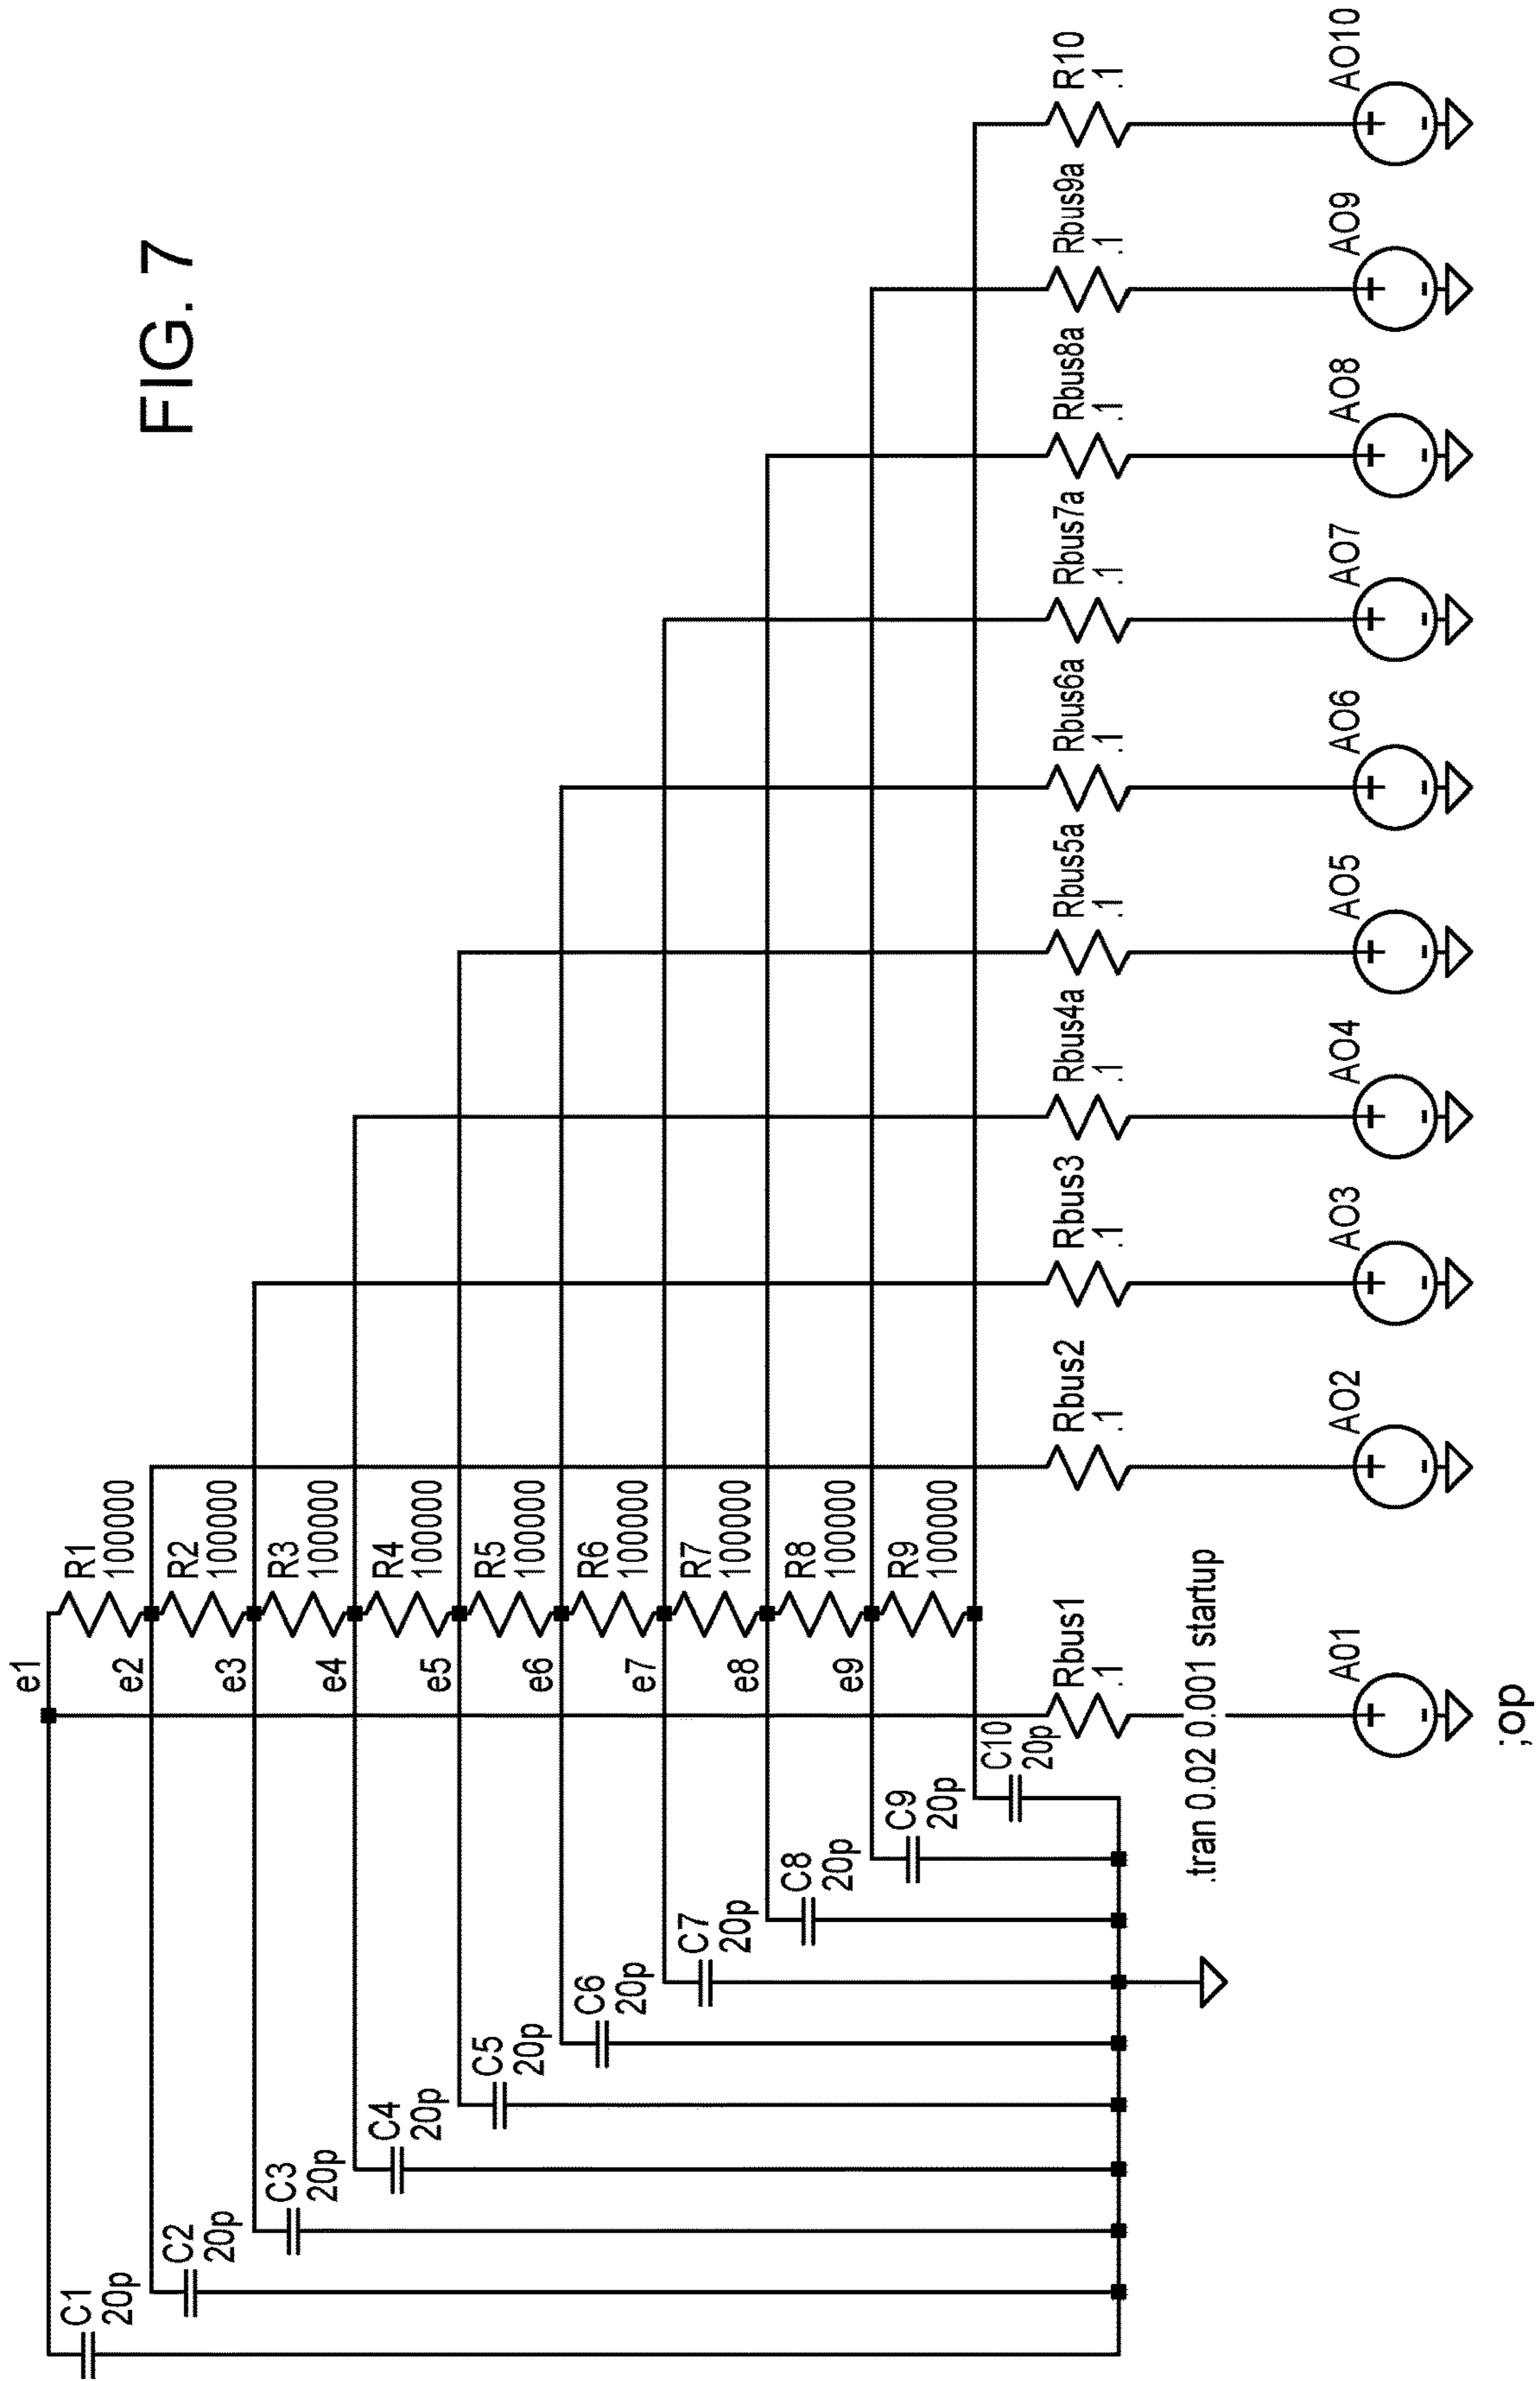 FIG. 7
e1
e2
e3
e4
e5
e6
e7
e8
e9
R1
100000
R2
100000
R3
100000
R4
100000
R5
100000
R6
100000
R7
100000
R8
100000
R9
100000
C1
20p
C2
20p
C3
20p
C4
20p
C5
20p
C6
20p
C7
20p
C8
20p
C9
20p
C10
20p
Rbus1
.1
Rbus2
.1
Rbus3
.1
Rbus4a
.1
Rbus5a
.1
Rbus6a
.1
Rbus7a
.1
Rbus8a
.1
Rbus9a
.1
R10
.1
.tran 0.02 0.001 startup
AO1
AO2
AO3
AO4
AO5
AO6
AO7
AO8
AO9
AO10
;op